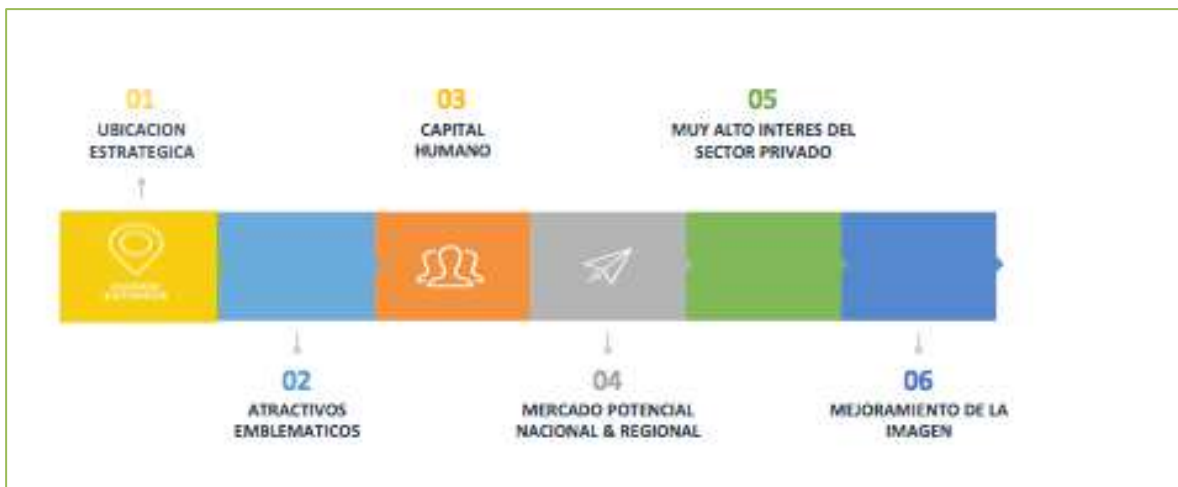 01
UBICACION
ESTRATEGICA
02
ATRACTIVOS
EMBLEMATICOS
03
CAPITAL
HUMANO
04
MERCADO POTENCIAL
NACIONAL & REGIONAL
05
MUY ALTO INTERES DEL
SECTOR PRIVADO
06
MEJORAMIENTO DE LA
IMAGEN